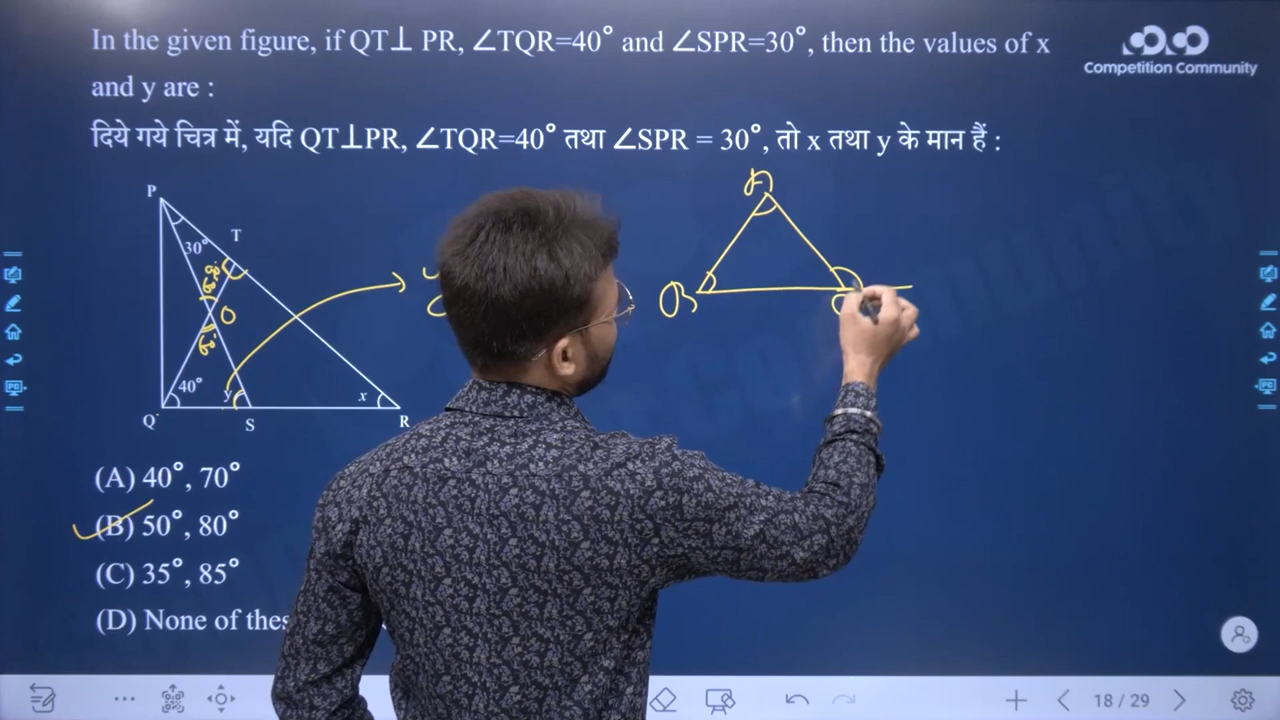 In the given figure, if QT⊥ PR, ∠TQR=40° and ∠SPR=30°, then the values of x
and y are :
Competition Community
दिये गये चित्र में, यदि QT⊥PR, ∠TQR=40° तथा ∠SPR = 30°, तो x तथा y के मान हैं :
P
T
30°
60°
O
60°
40°
y
x
Q
S
R
A
B
(A) 40°, 70°
(B) 50°, 80°
(C) 35°, 85°
(D) None of thes
18 / 29